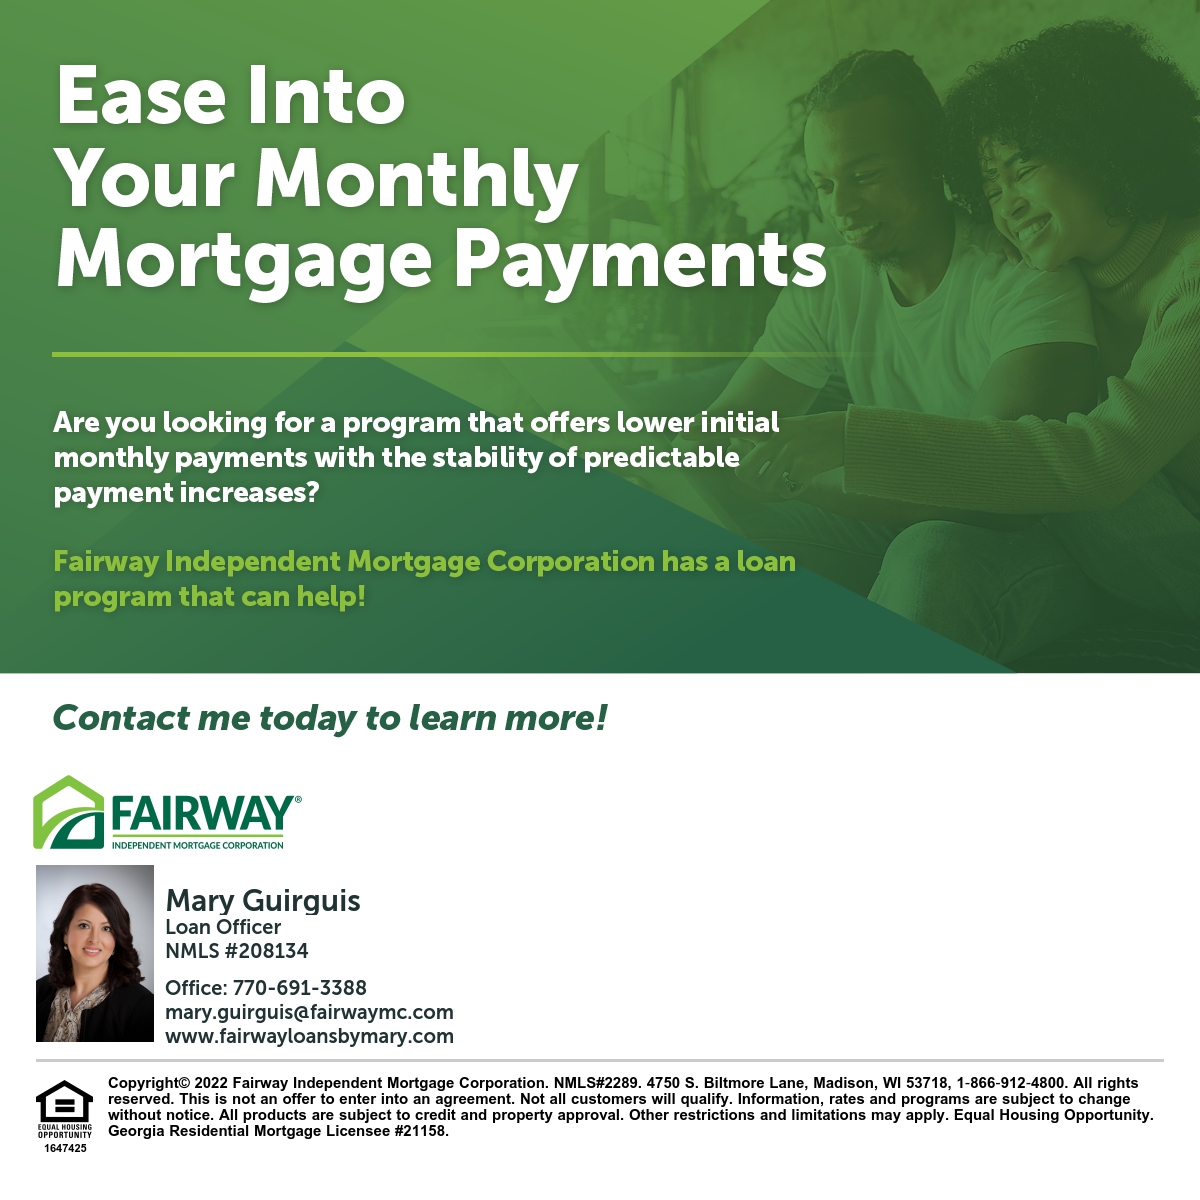 Ease Into
Your Monthly
Mortgage Payments
Are you looking for a program that offers lower initial
monthly payments with the stability of predictable
payment increases?
Fairway Independent Mortgage Corporation has a loan
program that can help!
Contact me today to learn more!
FAIRWAY®
INDEPENDENT MORTGAGE CORPORATION
Mary Guirguis
Loan Officer
NMLS #208134
Office: 770-691-3388
mary.guirguis@fairwaymc.com
www.fairwayloansbymary.com
Copyright© 2022 Fairway Independent Mortgage Corporation. NMLS#2289. 4750 S. Biltmore Lane, Madison, WI 53718, 1-866-912-4800. All rights
reserved. This is not an offer to enter into an agreement. Not all customers will qualify. Information, rates and programs are subject to change
without notice. All products are subject to credit and property approval. Other restrictions and limitations may apply. Equal Housing Opportunity.
Georgia Residential Mortgage Licensee #21158.
EQUAL HOUSING
OPPORTUNITY
1647425